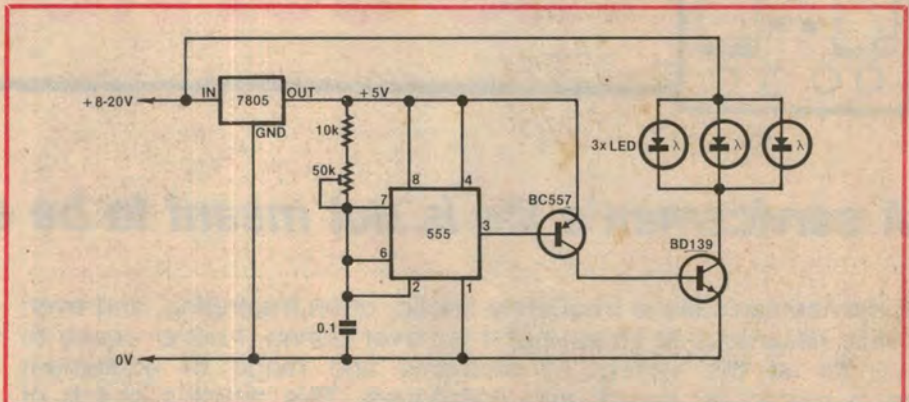 +8-20V
IN
7805
OUT
GND
+5V
10k
50k
0.1
0V
7
6
2
8
4
555
3
1
BC557
BD139
3x LED
λ
λ
λ